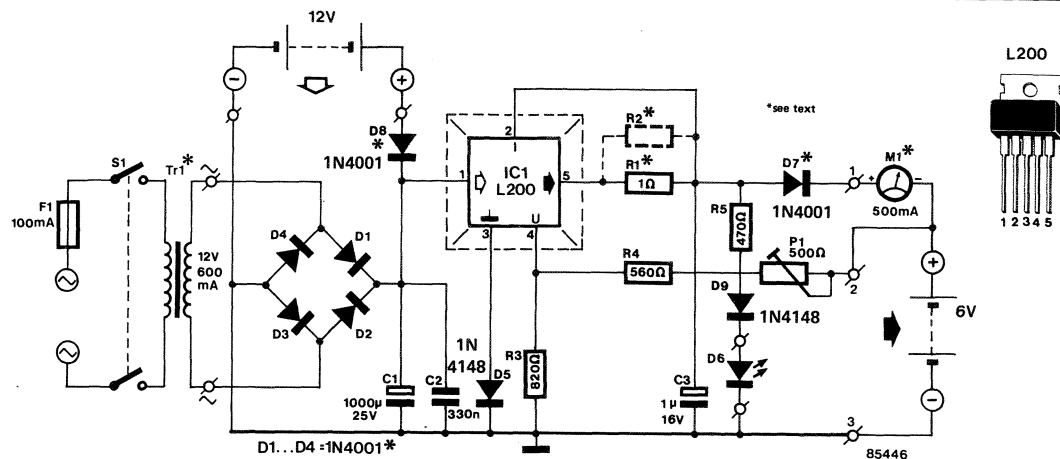 12V
L200
−
+
*see text
R2*
2
D8
*
1N4001
S1
Tr1*
~
1
IC1
L200
5
R1*
1Ω
D7*
1
M1*
+
-
F1
100mA
3
U
4
R5
470Ω
1N4001
500mA
1 2 3 4 5
D4
D1
12V
600
mA
R4
560Ω
P1
500Ω
2
+
D3
D2
D9
1N4148
6V
1N
4148
R3
820Ω
D6
~
C1
1000µ
25V
C2
330n
D5
C3
1µ
16V
−
3
D1...D4 =1N4001*
85446